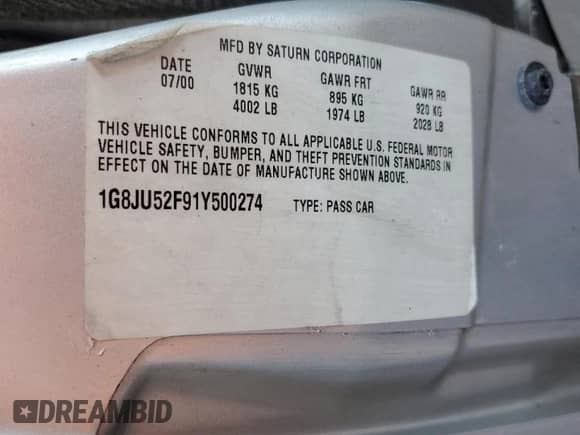 MFD BY SATURN CORPORATION
DATE GVWR GAWR FRT GAWR RR
07/00 1815 KG 895 KG 920 KG
4002 LB 1974 LB 2028 LB
THIS VEHICLE CONFORMS TO ALL APPLICABLE U.S. FEDERAL MOTOR
VEHICLE SAFETY, BUMPER, AND THEFT PREVENTION STANDARDS IN
EFFECT ON THE DATE OF MANUFACTURE SHOWN ABOVE.
1G8JU52F91Y500274 TYPE: PASS CAR
DREAMBID